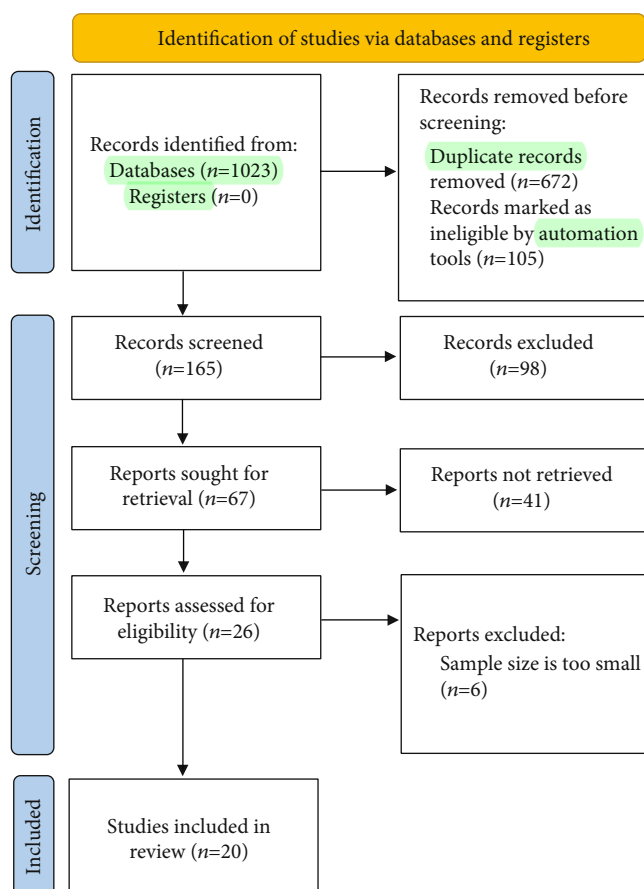 Identification of studies via databases and registers
Identification
Records identified from:
Databases (n=1023)
Registers (n=0)
Records removed before
screening:
Duplicate records
removed (n=672)
Records marked as
ineligible by automation
tools (n=105)
Screening
Records screened
(n=165)
Records excluded
(n=98)
Reports sought for
retrieval (n=67)
Reports not retrieved
(n=41)
Reports assessed for
eligibility (n=26)
Reports excluded:
Sample size is too small
(n=6)
Included
Studies included in
review (n=20)